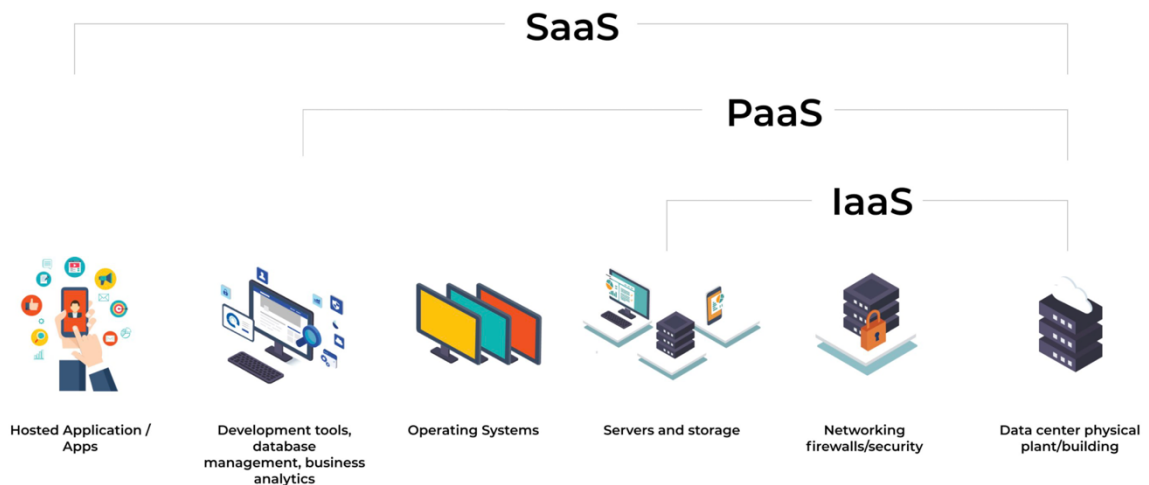 SaaS
PaaS
IaaS
Hosted Application /
Apps
Development tools,
database
management, business
analytics
Operating Systems
Servers and storage
Networking
firewalls/security
Data center physical
plant/building